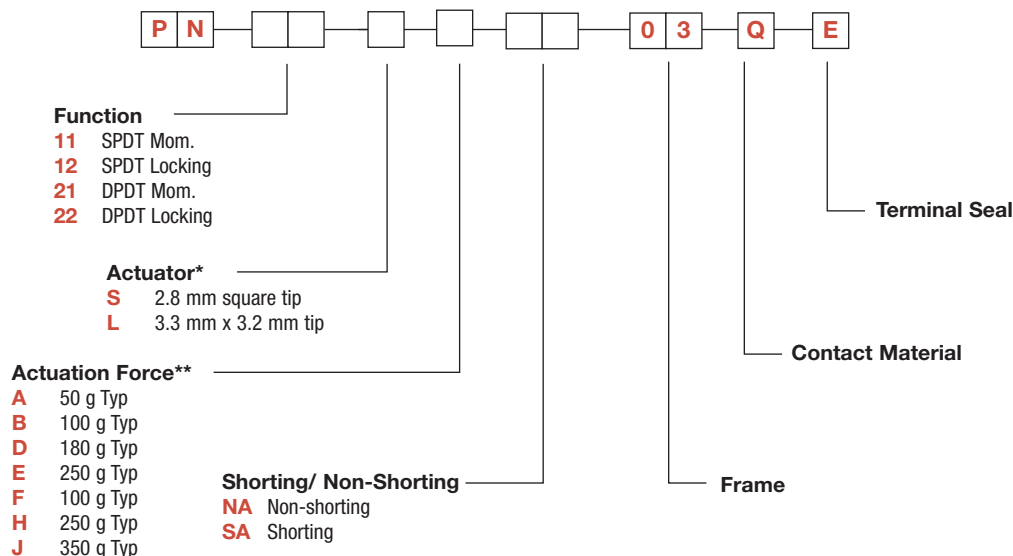 P N 0 3 Q E
Function
11 SPDT Mom.
12 SPDT Locking
21 DPDT Mom.
22 DPDT Locking
Terminal Seal
Actuator*
S 2.8 mm square tip
L 3.3 mm x 3.2 mm tip
Contact Material
Actuation Force**
A 50 g Typ
B 100 g Typ
D 180 g Typ
E 250 g Typ
F 100 g Typ
H 250 g Typ
J 350 g Typ
Shorting/ Non-Shorting
NA Non-shorting
SA Shorting
Frame